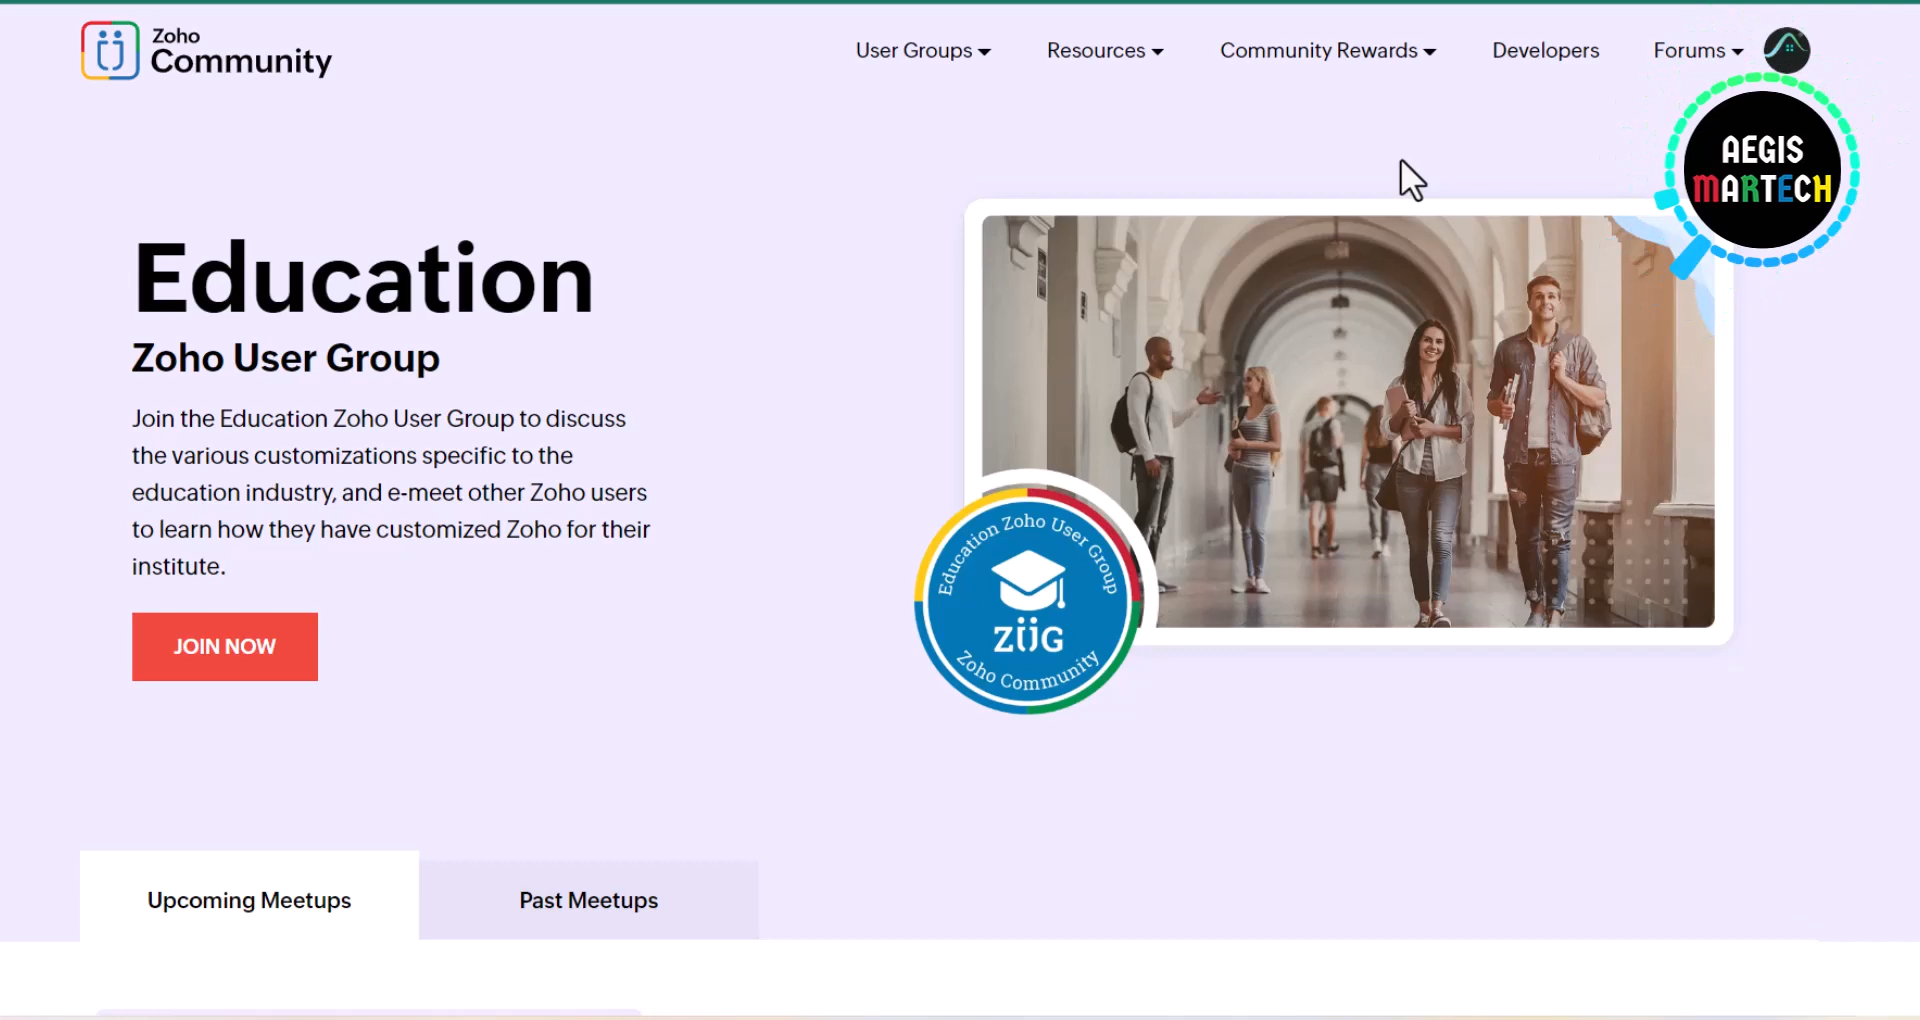 Zoho
Community
User Groups
Resources
Community Rewards
Developers
Forums
AEGIS
MARTECH
Education
Zoho User Group
Join the Education Zoho User Group to discuss
the various customizations specific to the
education industry, and e-meet other Zoho users
to learn how they have customized Zoho for their
institute.
JOIN NOW
Education Zoho User Group
ZUG
Zoho Community
Upcoming Meetups
Past Meetups